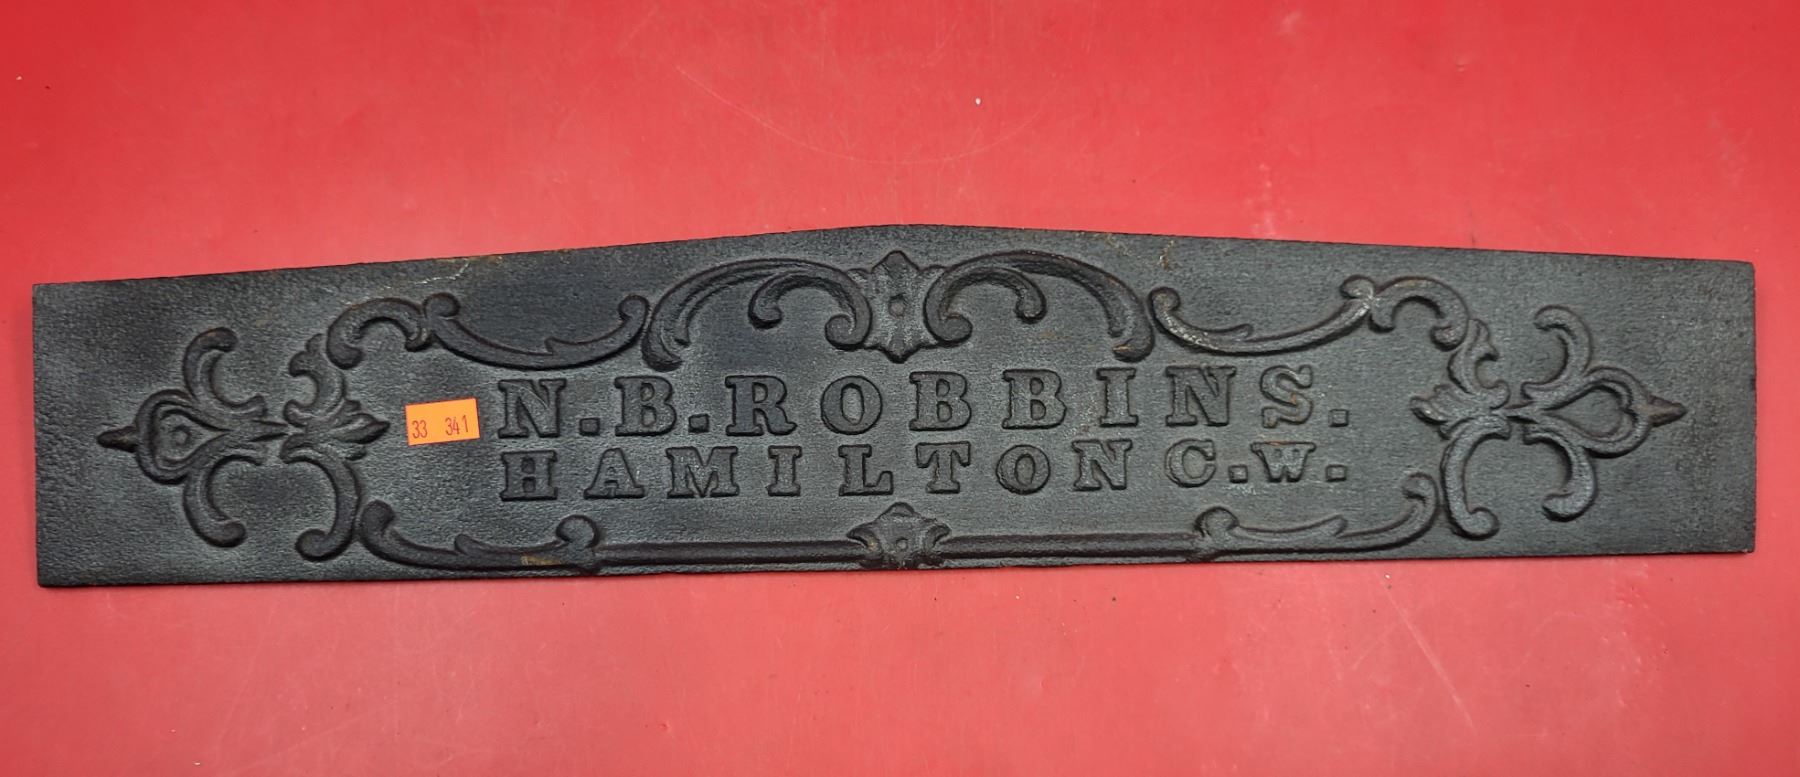 N.B.ROBBINS.
HAMILTON C.W.
33 341